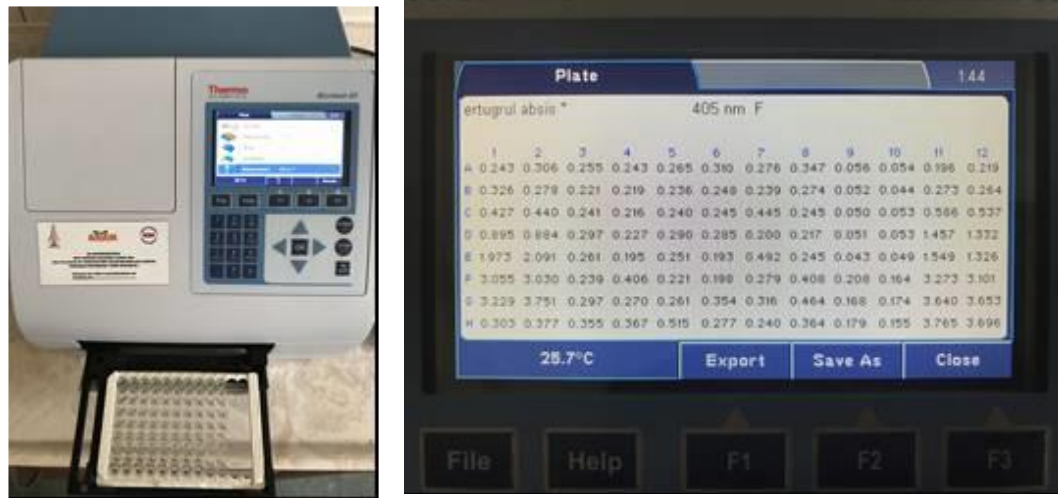 Thermo
Plate 1.44
ertugrul absis * 405 nm F
1 2 3 4 5 6 7 8 9 10 11 12
A 0.243 0.306 0.255 0.243 0.265 0.310 0.276 0.347 0.056 0.054 0.196 0.219
B 0.326 0.278 0.221 0.219 0.236 0.248 0.239 0.274 0.052 0.044 0.273 0.264
C 0.427 0.440 0.241 0.216 0.240 0.245 0.445 0.245 0.050 0.053 0.566 0.537
D 0.895 0.884 0.297 0.227 0.290 0.285 0.200 0.217 0.051 0.053 1.457 1.332
E 1.973 2.091 0.261 0.195 0.251 0.193 0.492 0.245 0.043 0.049 1.549 1.326
F 3.055 3.030 0.239 0.406 0.221 0.198 0.279 0.408 0.208 0.164 3.273 3.101
G 3.229 3.751 0.297 0.270 0.261 0.354 0.316 0.464 0.168 0.174 3.640 3.653
H 0.303 0.377 0.355 0.367 0.515 0.277 0.240 0.364 0.179 0.155 3.765 3.696
25.7°C Export Save As Close
File Help F1 F2 F3